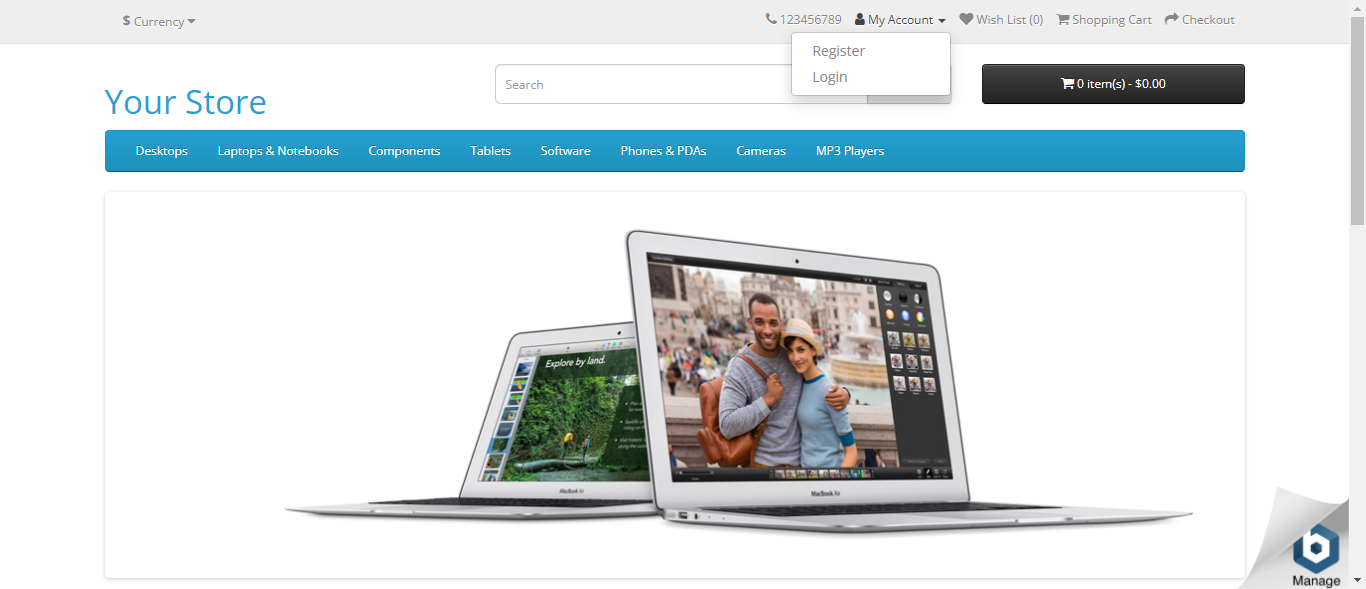 $ Currency
123456789 My Account Wish List (0) Shopping Cart Checkout
Register
Login
Your Store
Search
0 item(s) - $0.00
Desktops Laptops & Notebooks Components Tablets Software Phones & PDAs Cameras MP3 Players
Explore by land.
MacBook Air
MacBook Air
Manage